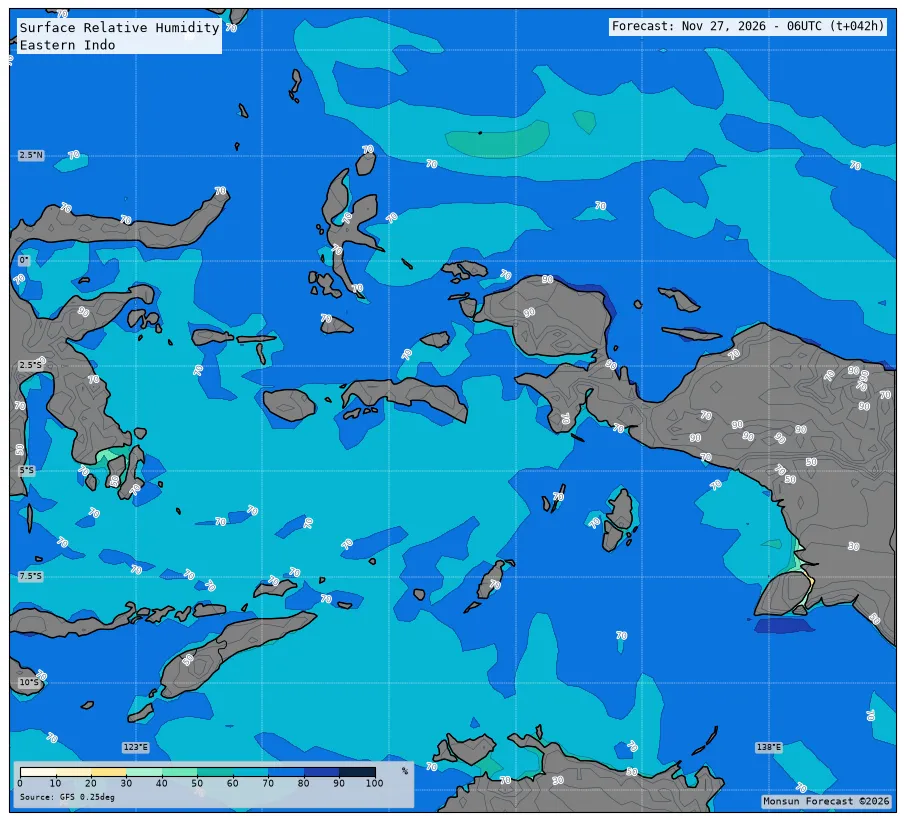 Surface Relative Humidity
Eastern Indo
Forecast: Nov 27, 2026 - 06UTC (t+042h)
2.5°N
0°
2.5°S
5°S
7.5°S
10°S
123°E
138°E
0 10 20 30 40 50 60 70 80 90 100 %
Source: GFS 0.25deg
Monsun Forecast ©2026